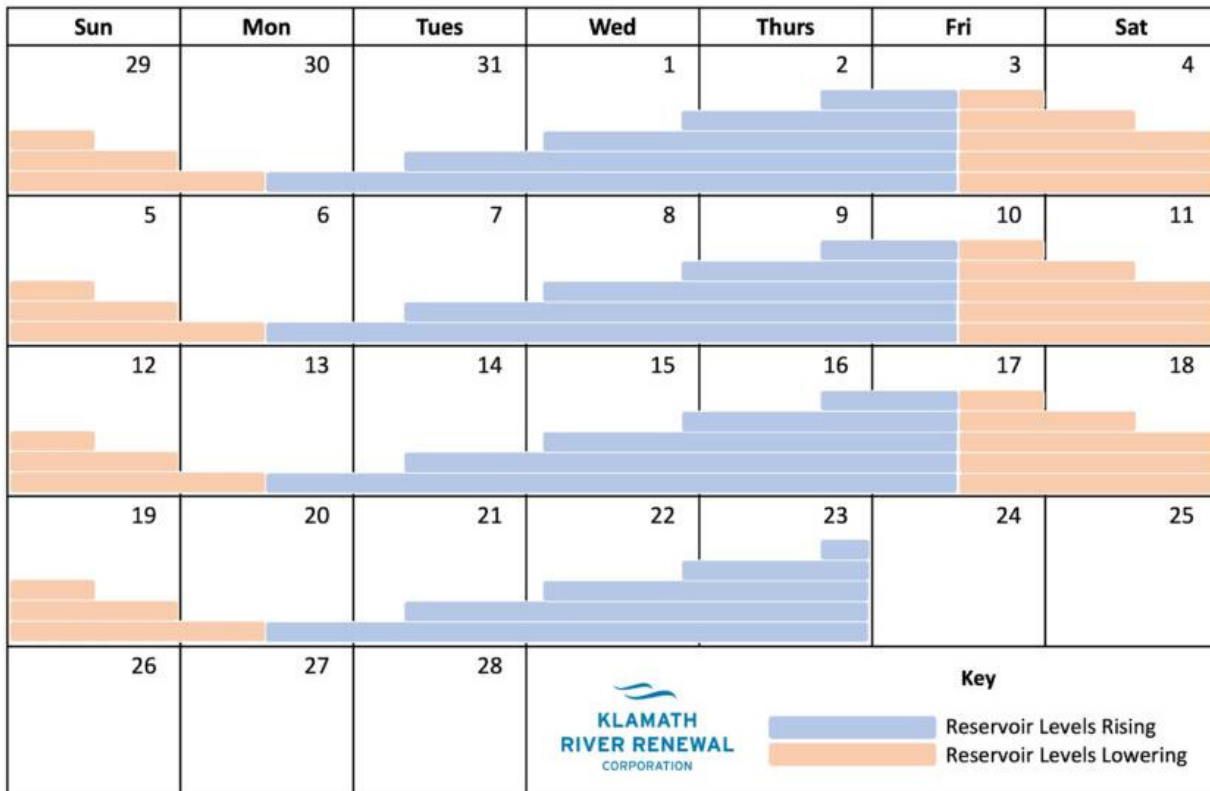 Sun Mon Tues Wed Thurs Fri Sat
29 30 31 1 2 3 4
5 6 7 8 9 10 11
12 13 14 15 16 17 18
19 20 21 22 23 24 25
26 27 28
Key
KLAMATH
RIVER RENEWAL
CORPORATION
Reservoir Levels Rising
Reservoir Levels Lowering